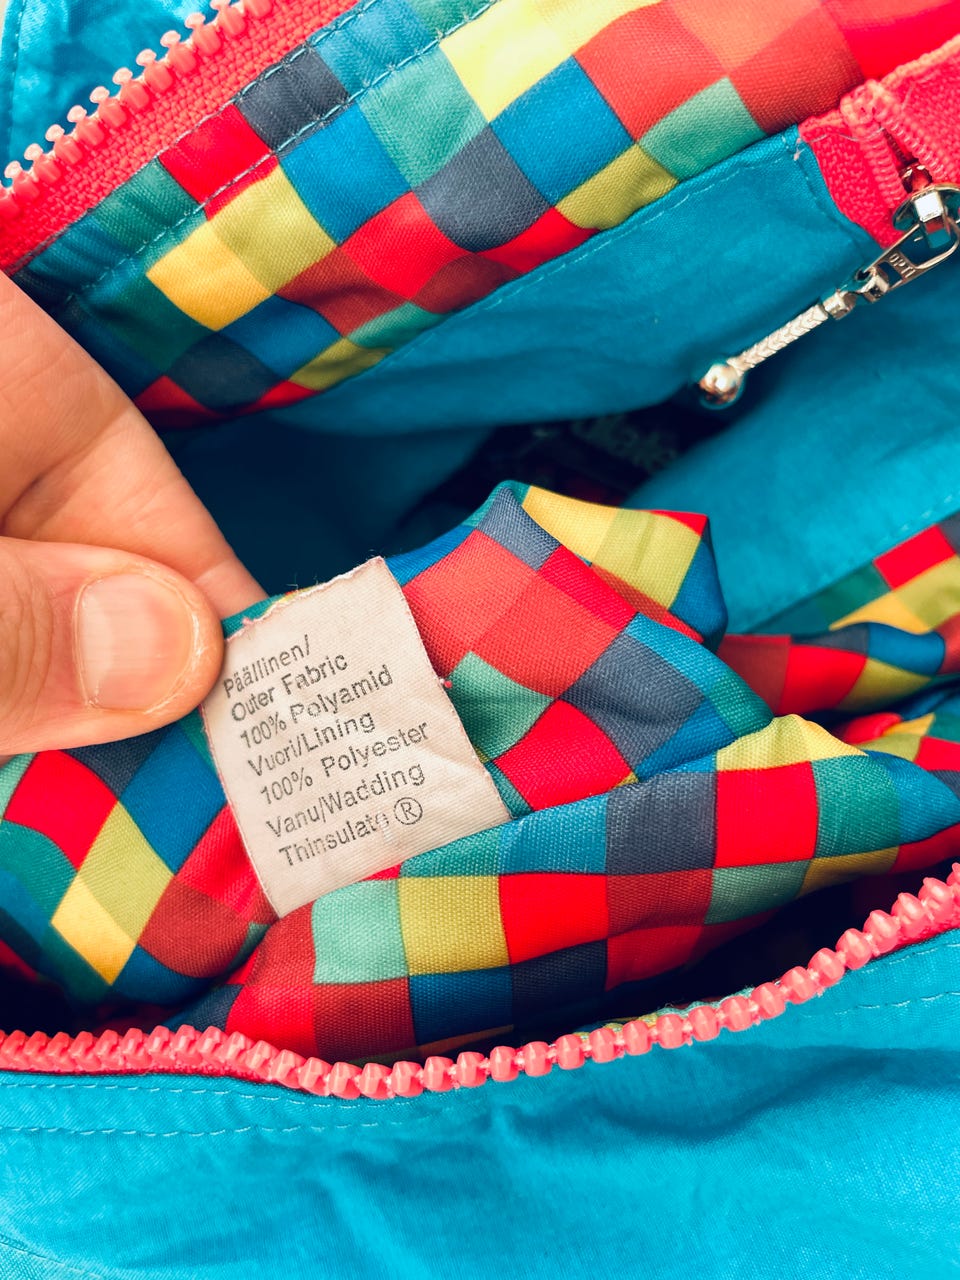 Päällinen/
Outer Fabric
100% Polyamid
Vuori/Lining
100% Polyester
Vanu/Wadding
Thinsulate ®